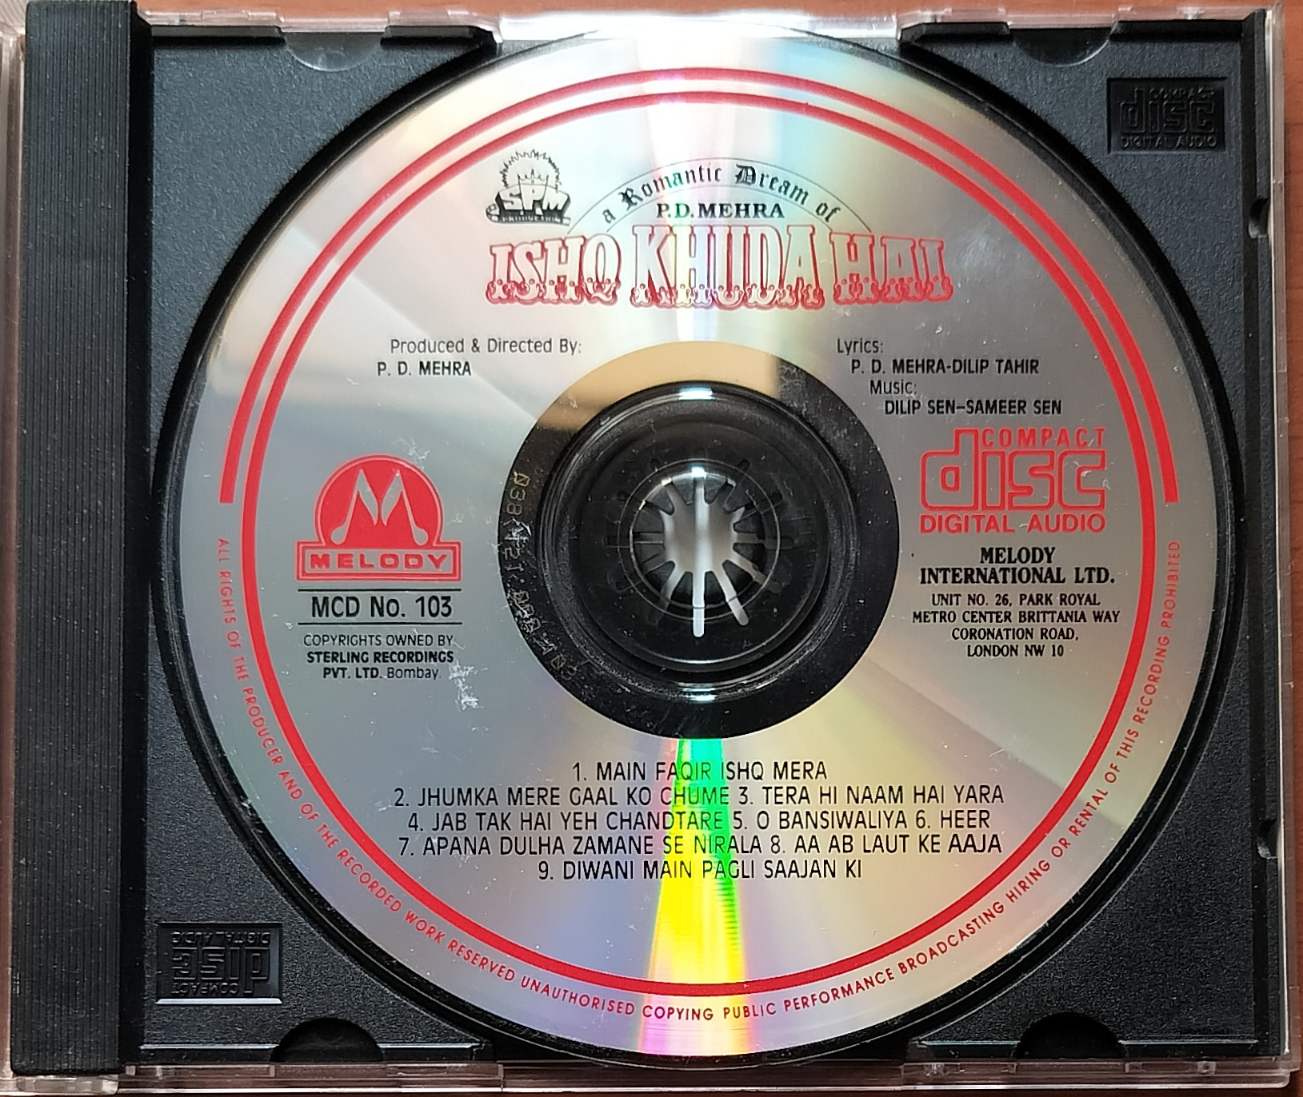 a Romantic Dream of
P.D. MEHRA
SPM
ISHQ KHUDA HAI
Produced & Directed By:
P. D. MEHRA
Lyrics:
P. D. MEHRA-DILIP TAHIR
Music:
DILIP SEN-SAMEER SEN
MELODY
MCD No. 103
COPYRIGHTS OWNED BY
STERLING RECORDINGS
PVT. LTD. Bombay.
COMPACT
disc
DIGITAL AUDIO
MELODY
INTERNATIONAL LTD.
UNIT NO. 26, PARK ROYAL
METRO CENTER BRITTANIA WAY
CORONATION ROAD,
LONDON NW 10
1. MAIN FAQIR ISHQ MERA
2. JHUMKA MERE GAAL KO CHUME 3. TERA HI NAAM HAI YARA
4. JAB TAK HAI YEH CHANDTARE 5. O BANSIWALIYA 6. HEER
7. APANA DULHA ZAMANE SE NIRALA 8. AA AB LAUT KE AAJA
9. DIWANI MAIN PAGLI SAAJAN KI
ALL RIGHTS OF THE PRODUCER AND OF THE RECORDED WORK RESERVED UNAUTHORISED COPYING PUBLIC PERFORMANCE BROADCASTING HIRING OR RENTAL OF THIS RECORDING PROHIBITED
COMPACT
disc
DIGITAL AUDIO
COMPACT
disc
DIGITAL AUDIO